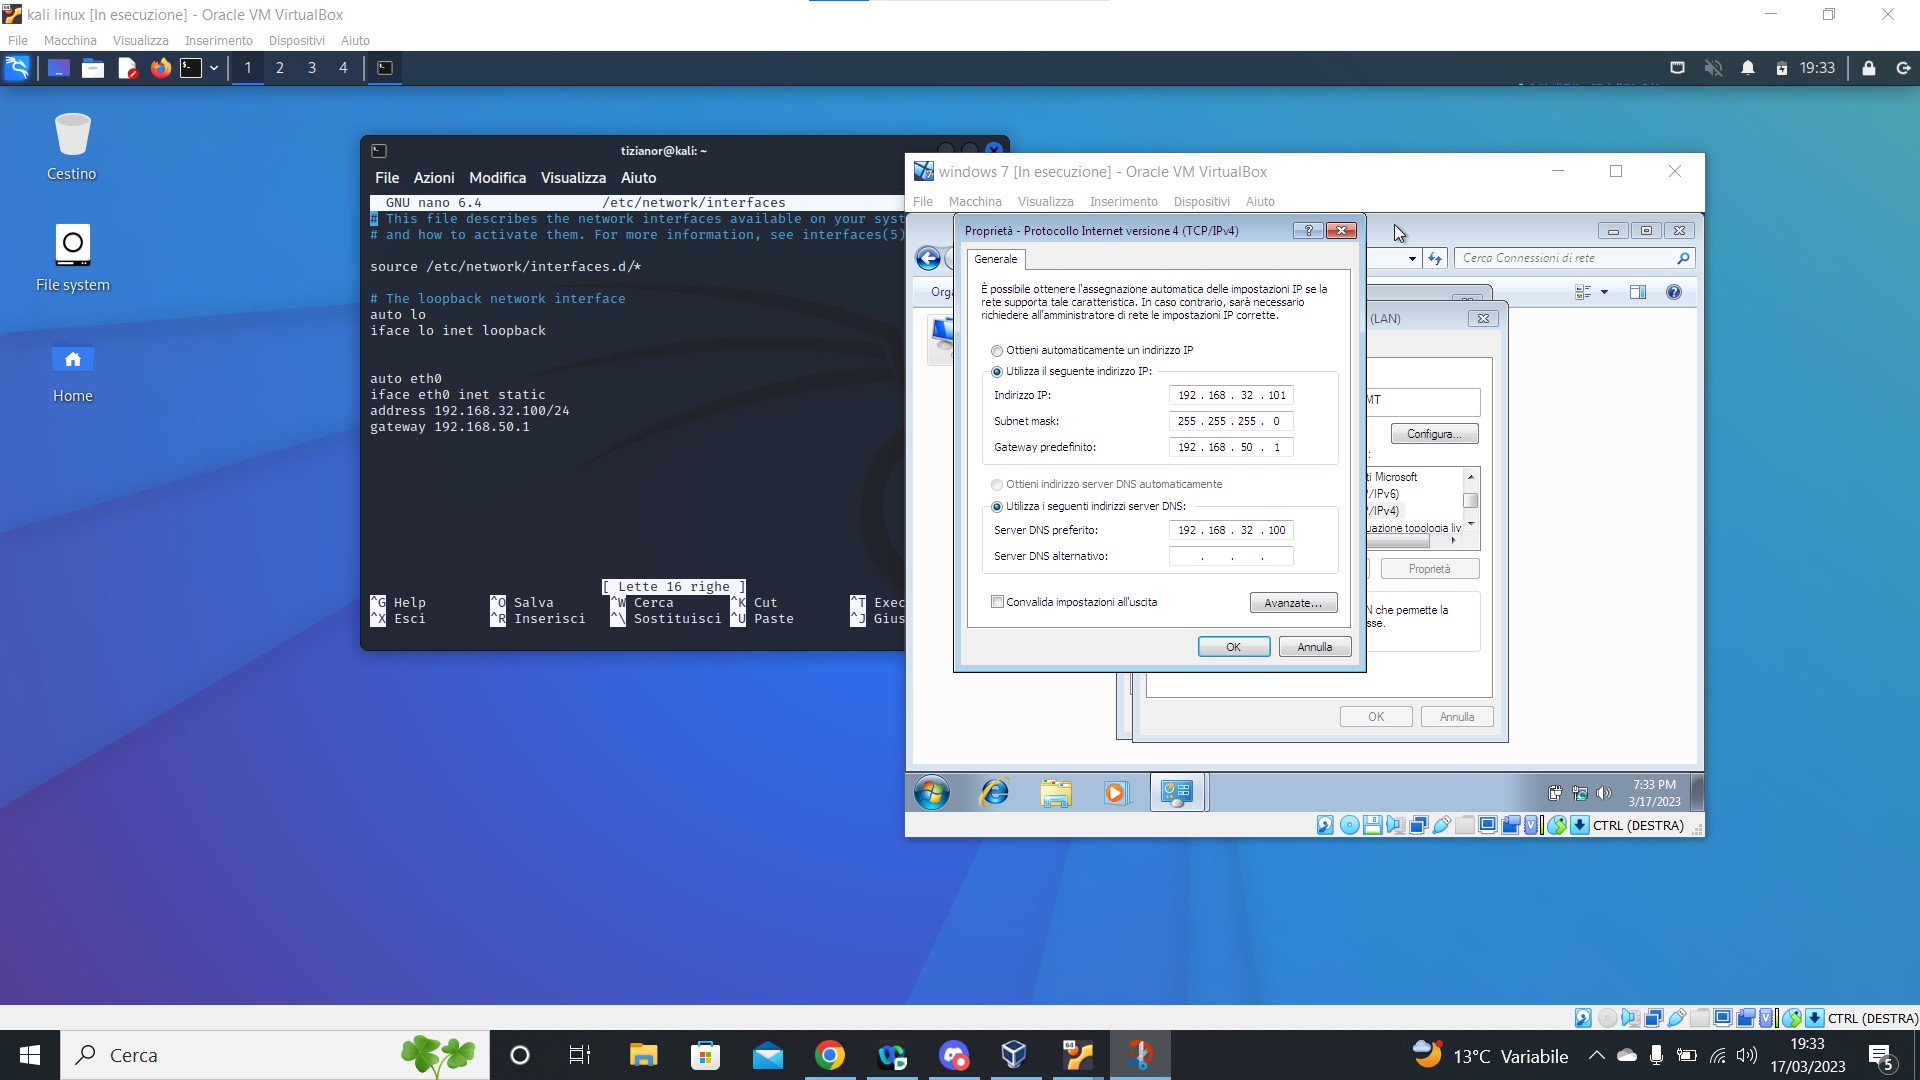 kali linux [In esecuzione] - Oracle VM VirtualBox
File Macchina Visualizza Inserimento Dispositivi Aiuto
1 2 3 4
19:33
Cestino
File system
Home
tizianor@kali: ~
File Azioni Modifica Visualizza Aiuto
GNU nano 6.4 /etc/network/interfaces
# This file describes the network interfaces available on your syst
# and how to activate them. For more information, see interfaces(5)
source /etc/network/interfaces.d/*
# The loopback network interface
auto lo
iface lo inet loopback
auto eth0
iface eth0 inet static
address 192.168.32.100/24
gateway 192.168.50.1
[ Lette 16 righe ]
^G Help ^O Salva ^W Cerca ^K Cut ^T Exec
^X Esci ^R Inserisci ^\ Sostituisci ^U Paste ^J Gius
windows 7 [In esecuzione] - Oracle VM VirtualBox
File Macchina Visualizza Inserimento Dispositivi Aiuto
Proprietà - Protocollo Internet versione 4 (TCP/IPv4)
Cerca Connessioni di rete
Orga
Generale
È possibile ottenere l'assegnazione automatica delle impostazioni IP se la
rete supporta tale caratteristica. In caso contrario, sarà necessario
richiedere all'amministratore di rete le impostazioni IP corrette.
Ottieni automaticamente un indirizzo IP
Utilizza il seguente indirizzo IP:
Indirizzo IP: 192 . 168 . 32 . 101
Subnet mask: 255 . 255 . 255 . 0
Gateway predefinito: 192 . 168 . 50 . 1
Ottieni indirizzo server DNS automaticamente
Utilizza i seguenti indirizzi server DNS:
Server DNS preferito: 192 . 168 . 32 . 100
Server DNS alternativo: . . .
Convalida impostazioni all'uscita
Avanzate...
OK Annulla
(LAN)
MT
Configura...
:
ti Microsoft
/IPv6)
/IPv4)
uazione topologia liv
Proprietà
N che permette la
sse.
OK Annulla
7:33 PM
3/17/2023
CTRL (DESTRA)
CTRL (DESTRA)
Cerca
64
13°C Variabile
19:33
17/03/2023
5